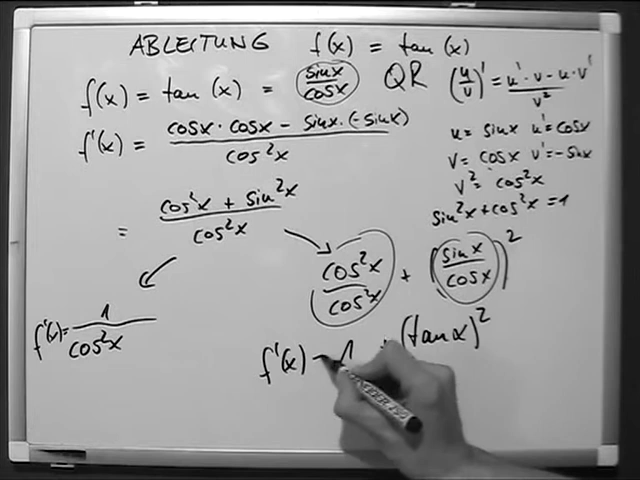 ABLEITUNG f(x) = tan(x)
f(x) = tan(x) = sinx/cosx QR (u/v)' = u'·v - u·v'/v²
f'(x) = cosx·cosx - sinx·(-sinx)/cos²x
u = sinx u' = cosx
v = cosx v' = -sinx
v² = cos²x
sin²x + cos²x = 1
= cos²x + sin²x/cos²x
cos²x/cos²x + (sinx/cosx)²
f'(x) = 1/cos²x
f'(x) = 1 + (tanx)²